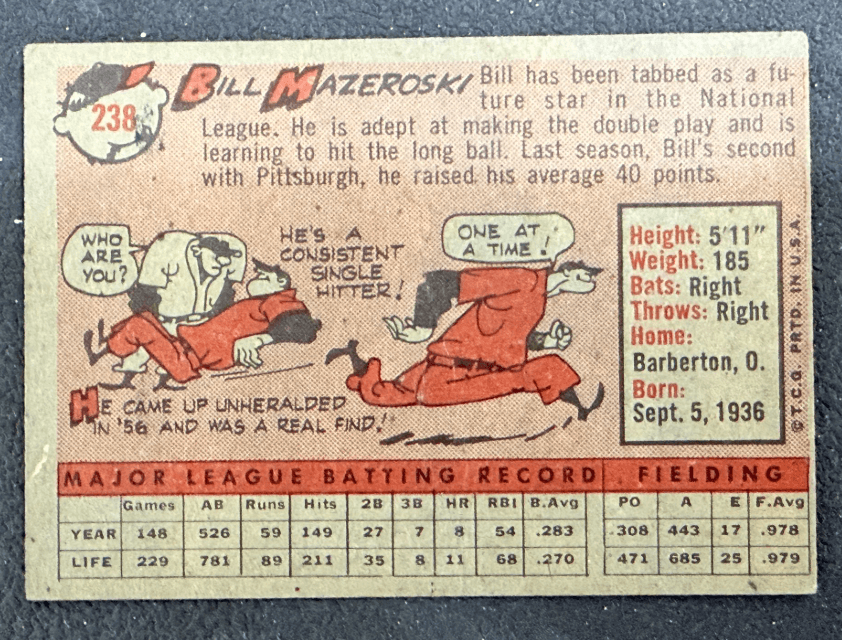 238
BILL MAZEROSKI
Bill has been tabbed as a fu-
ture star in the National
League. He is adept at making the double play and is
learning to hit the long ball. Last season, Bill's second
with Pittsburgh, he raised his average 40 points.
WHO
ARE
YOU?
HE'S A
CONSISTENT
SINGLE
HITTER!
ONE AT
A TIME!
HE CAME UP UNHERALDED
IN '56 AND WAS A REAL FIND!
Height: 5'11"
Weight: 185
Bats: Right
Throws: Right
Home:
Barberton, O.
Born:
Sept. 5, 1936
© T.C.G. PRTD. IN U.S.A.
MAJOR LEAGUE BATTING RECORD FIELDING
Games AB Runs Hits 2B 3B HR RBI B.Avg PO A E F.Avg
YEAR 148 526 59 149 27 7 8 54 .283 308 443 17 .978
LIFE 229 781 89 211 35 8 11 68 .270 471 685 25 .979